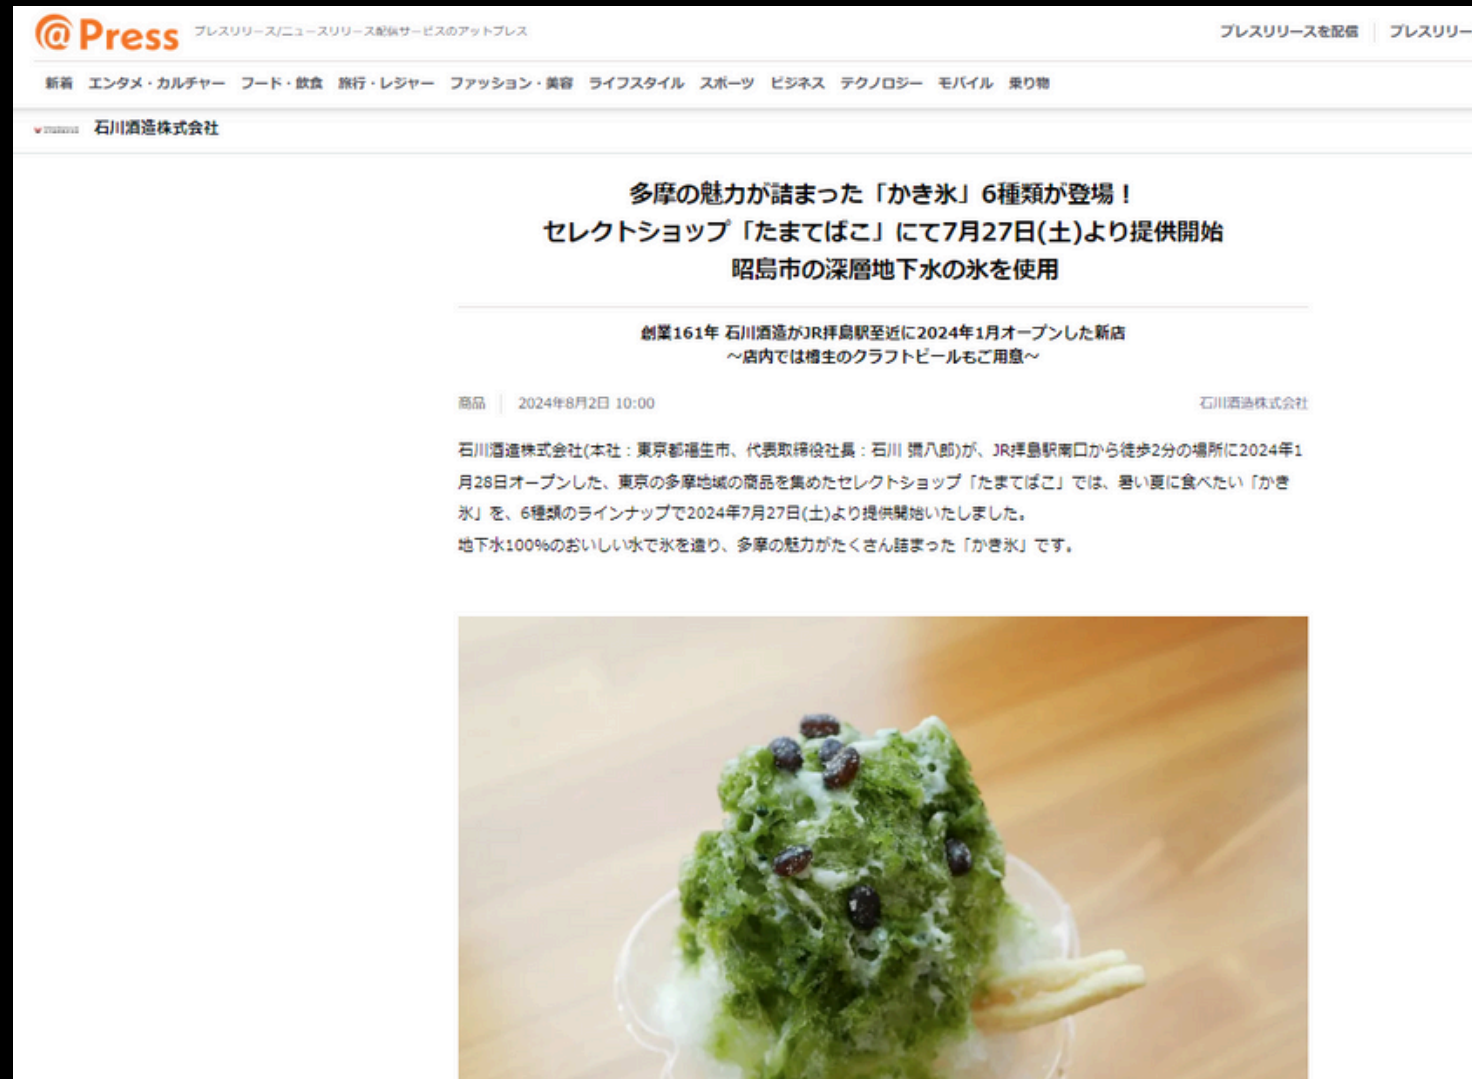 @Press プレスリリース/ニュースリリース配信サービスのアットプレス
プレスリリースを配信 プレスリリー
新着 エンタメ・カルチャー フード・飲食 旅行・レジャー ファッション・美容 ライフスタイル スポーツ ビジネス テクノロジー モバイル 乗り物
石川酒造株式会社
多摩の魅力が詰まった「かき氷」6種類が登場！
セレクトショップ「たまてばこ」にて7月27日(土)より提供開始
昭島市の深層地下水の氷を使用
創業161年 石川酒造がJR拝島駅至近に2024年1月オープンした新店
～店内では樽生のクラフトビールもご用意～
商品 2024年8月2日 10:00 石川酒造株式会社
石川酒造株式会社(本社：東京都福生市、代表取締役社長：石川 彌八郎)が、JR拝島駅南口から徒歩2分の場所に2024年1
月28日オープンした、東京の多摩地域の商品を集めたセレクトショップ「たまてばこ」では、暑い夏に食べたい「かき
氷」を、6種類のラインナップで2024年7月27日(土)より提供開始いたしました。
地下水100%のおいしい水で氷を造り、多摩の魅力がたくさん詰まった「かき氷」です。